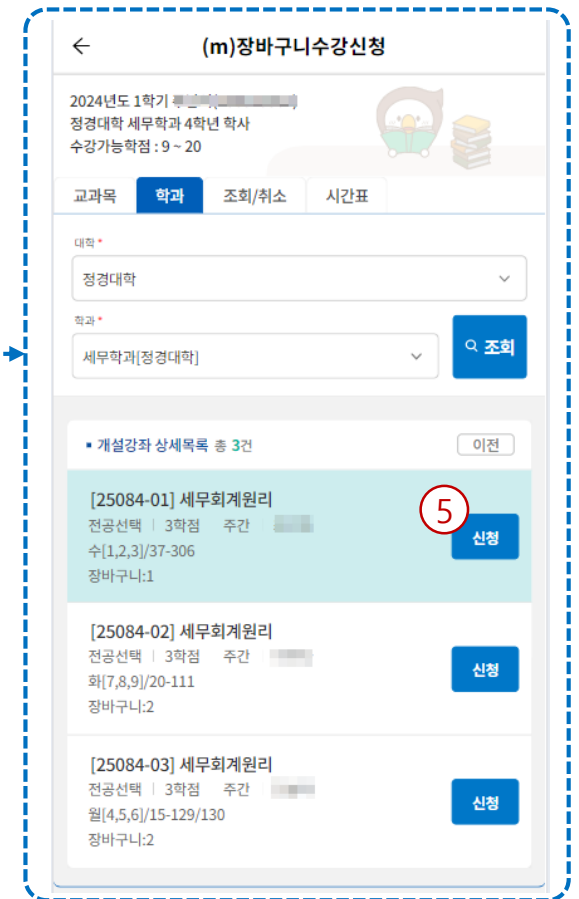 (m)장바구니수강신청
2024년도 1학기
정경대학 세무학과 4학년 학사
수강가능학점 : 9 ~ 20
교과목 학과 조회/취소 시간표
대학 *
정경대학
학과 *
세무학과[정경대학]
조회
개설강좌 상세목록 총 3건 이전
[25084-01] 세무회계원리
전공선택 | 3학점 주간
수[1,2,3]/37-306
장바구니:1
5
신청
[25084-02] 세무회계원리
전공선택 | 3학점 주간
화[7,8,9]/20-111
장바구니:2
신청
[25084-03] 세무회계원리
전공선택 | 3학점 주간
월[4,5,6]/15-129/130
장바구니:2
신청